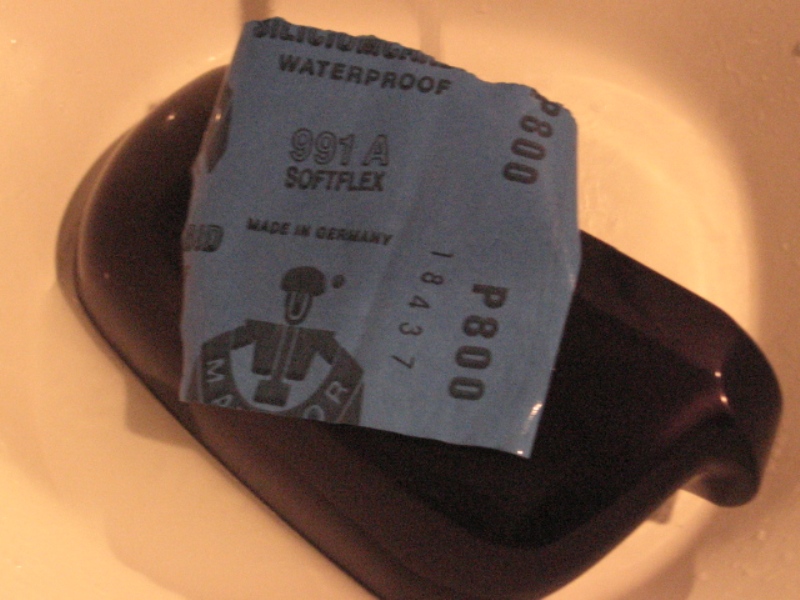 WATERPROOF
991 A
SOFTFLEX
MADE IN GERMANY
P800
P800
18437